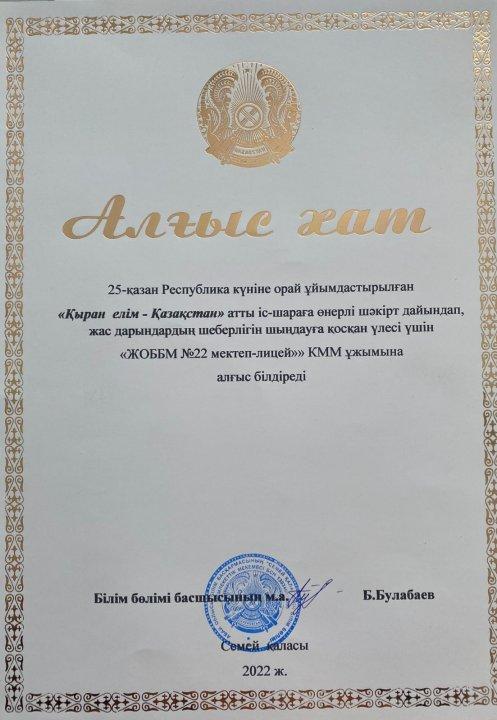 ҚАЗАҚСТАН
Алғыс хат
25-қазан Республика күніне орай ұйымдастырылған
«Қыран елім - Қазақстан» атты іс-шараға өнерлі шәкірт дайындап,
жас дарындардың шеберлігін шыңдауға қосқан үлесі үшін
«ЖОББМ №22 мектеп-лицей»» КММ ұжымына
алғыс білдіреді
Білім бөлімі басшысының м.а.
Б.Булабаев
Семей қаласы
2022 ж.